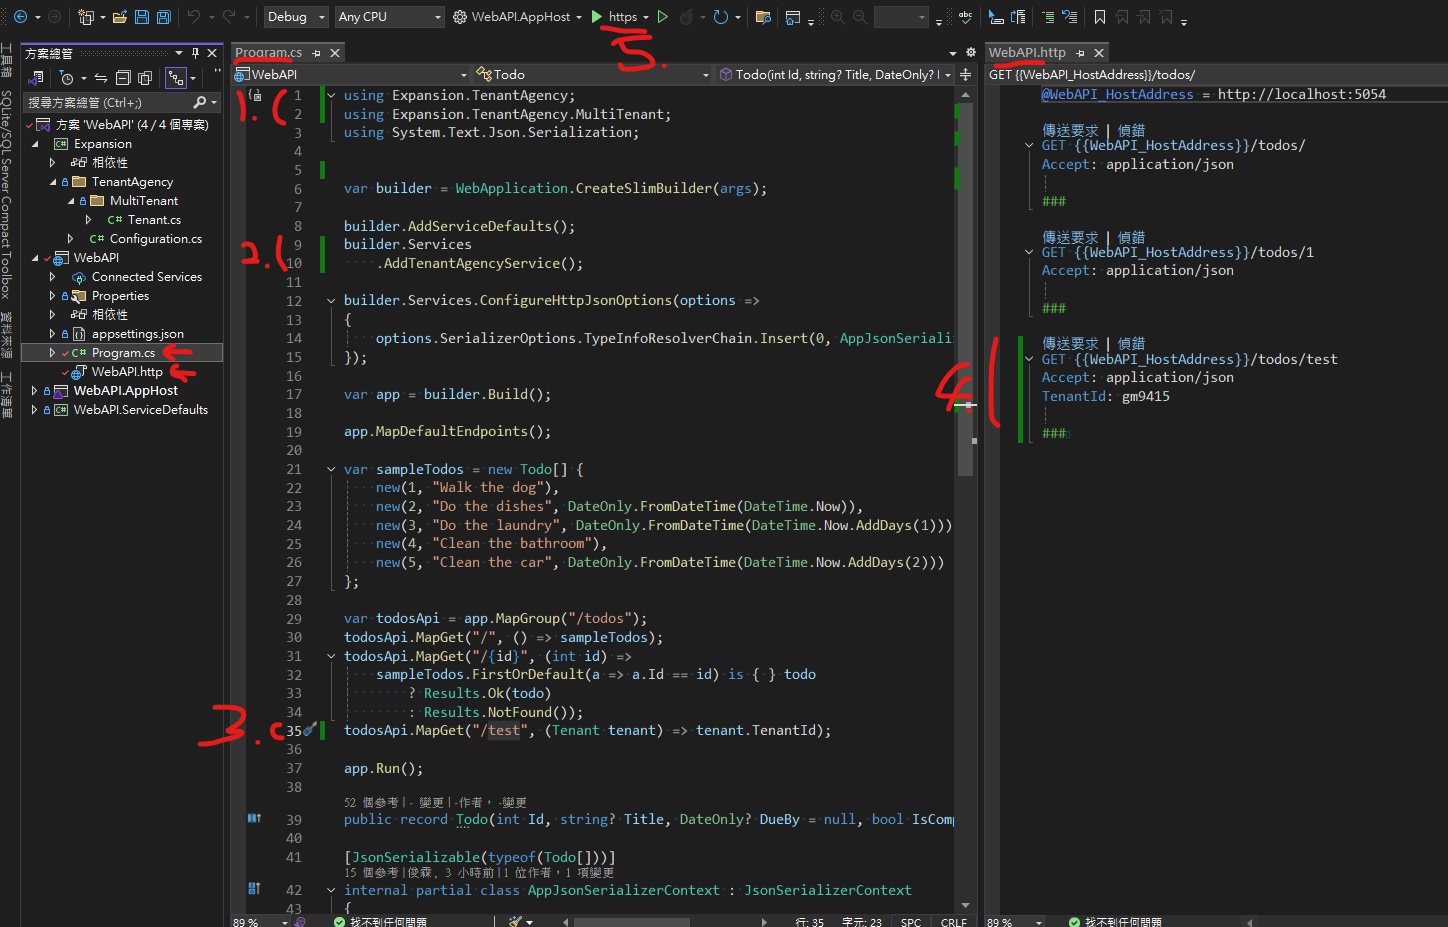 Debug
Any CPU
WebAPI.AppHost
https
5.
方案總管
搜尋方案總管 (Ctrl+;)
方案 'WebAPI' (4 / 4 個專案)
Expansion
相依性
TenantAgency
MultiTenant
C# Tenant.cs
C# Configuration.cs
WebAPI
Connected Services
Properties
相依性
appsettings.json
C# Program.cs
WebAPI.http
WebAPI.AppHost
WebAPI.ServiceDefaults
工具箱
SQLite/SQL Server Compact Toolbox
資料來源
工作清單
Program.cs
WebAPI
Todo
Todo(int Id, string? Title, DateOnly? DueBy
1.(
2.(
3.c
4
1 using Expansion.TenantAgency;
2 using Expansion.TenantAgency.MultiTenant;
3 using System.Text.Json.Serialization;
4
5
6 var builder = WebApplication.CreateSlimBuilder(args);
7
8 builder.AddServiceDefaults();
9 builder.Services
10 .AddTenantAgencyService();
11
12 builder.Services.ConfigureHttpJsonOptions(options =>
13 {
14 options.SerializerOptions.TypeInfoResolverChain.Insert(0, AppJsonSeriali
15 });
16
17 var app = builder.Build();
18
19 app.MapDefaultEndpoints();
20
21 var sampleTodos = new Todo[] {
22 new(1, "Walk the dog"),
23 new(2, "Do the dishes", DateOnly.FromDateTime(DateTime.Now)),
24 new(3, "Do the laundry", DateOnly.FromDateTime(DateTime.Now.AddDays(1)))
25 new(4, "Clean the bathroom"),
26 new(5, "Clean the car", DateOnly.FromDateTime(DateTime.Now.AddDays(2)))
27 };
28
29 var todosApi = app.MapGroup("/todos");
30 todosApi.MapGet("/", () => sampleTodos);
31 todosApi.MapGet("/{id}", (int id) =>
32 sampleTodos.FirstOrDefault(a => a.Id == id) is { } todo
33 ? Results.Ok(todo)
34 : Results.NotFound());
35 todosApi.MapGet("/test", (Tenant tenant) => tenant.TenantId);
36
37 app.Run();
38
52 個參考|- 變更|-作者, -變更
39 public record Todo(int Id, string? Title, DateOnly? DueBy = null, bool IsComp
40
41 [JsonSerializable(typeof(Todo[]))]
15 個參考|俊霖, 3 小時前|1 位作者, 1 項變更
42 internal partial class AppJsonSerializerContext : JsonSerializerContext
43 {
89 %
找不到任何問題
行: 35
字元: 23
SPC
CRLF
WebAPI.http
GET {{WebAPI_HostAddress}}/todos/
@WebAPI_HostAddress = http://localhost:5054
傳送要求 | 偵錯
GET {{WebAPI_HostAddress}}/todos/
Accept: application/json
###
傳送要求 | 偵錯
GET {{WebAPI_HostAddress}}/todos/1
Accept: application/json
###
傳送要求 | 偵錯
GET {{WebAPI_HostAddress}}/todos/test
Accept: application/json
TenantId: gm9415
###
89 %
找不到任何問題